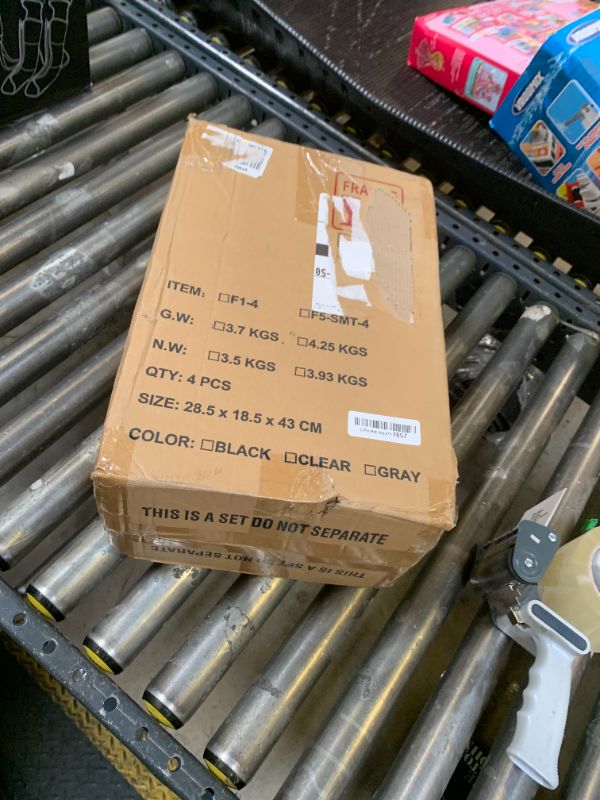 FRA
-50
ITEM: □F1-4 □F5-SMT-4
G.W: □3.7 KGS □4.25 KGS
N.W: □3.5 KGS □3.93 KGS
QTY: 4 PCS
SIZE: 28.5 x 18.5 x 43 CM
7657
COLOR: □BLACK □CLEAR □GRAY
THIS IS A SET DO NOT SEPARATE
THIS IS A SET DO NOT SEPARATE